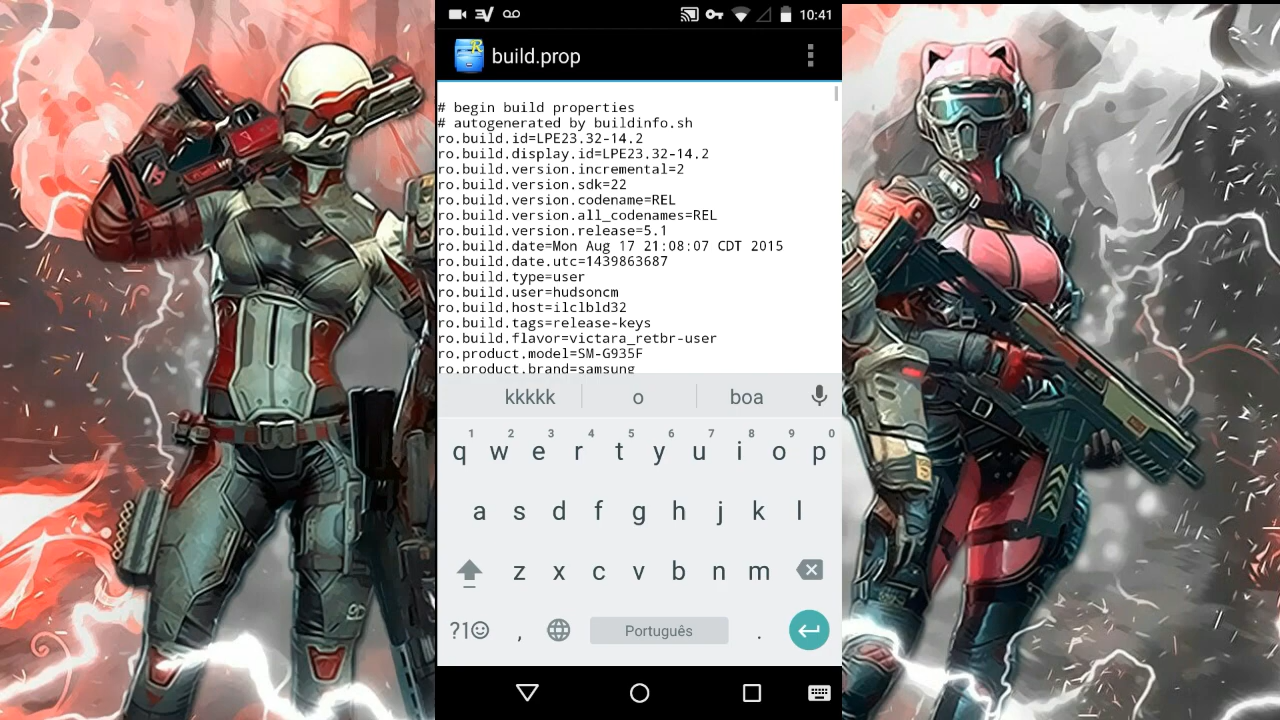 10:41
build.prop
# begin build properties
# autogenerated by buildinfo.sh
ro.build.id=LPE23.32-14.2
ro.build.display.id=LPE23.32-14.2
ro.build.version.incremental=2
ro.build.version.sdk=22
ro.build.version.codename=REL
ro.build.version.all_codenames=REL
ro.build.version.release=5.1
ro.build.date=Mon Aug 17 21:08:07 CDT 2015
ro.build.date.utc=1439863687
ro.build.type=user
ro.build.user=hudsoncm
ro.build.host=ilclbld32
ro.build.tags=release-keys
ro.build.flavor=victara_retbr-user
ro.product.model=SM-G935F
ro.product.brand=samsung
kkkkk o boa
1 2 3 4 5 6 7 8 9 0
q w e r t y u i o p
a s d f g h j k l
z x c v b n m
?1☺ , Português .